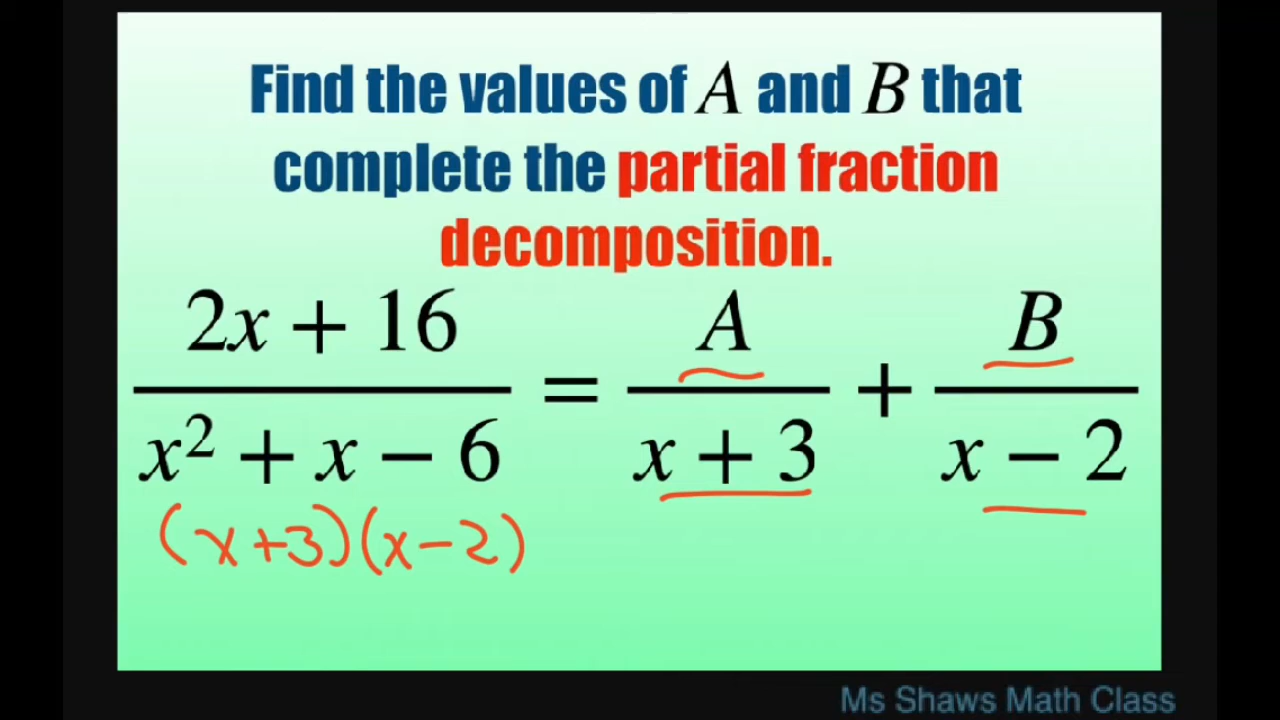 Find the values of A and B that
complete the partial fraction
decomposition.
2x + 16
x² + x − 6
=
A
x + 3
+
B
x − 2
(x+3)(x−2)
Ms Shaws Math Class